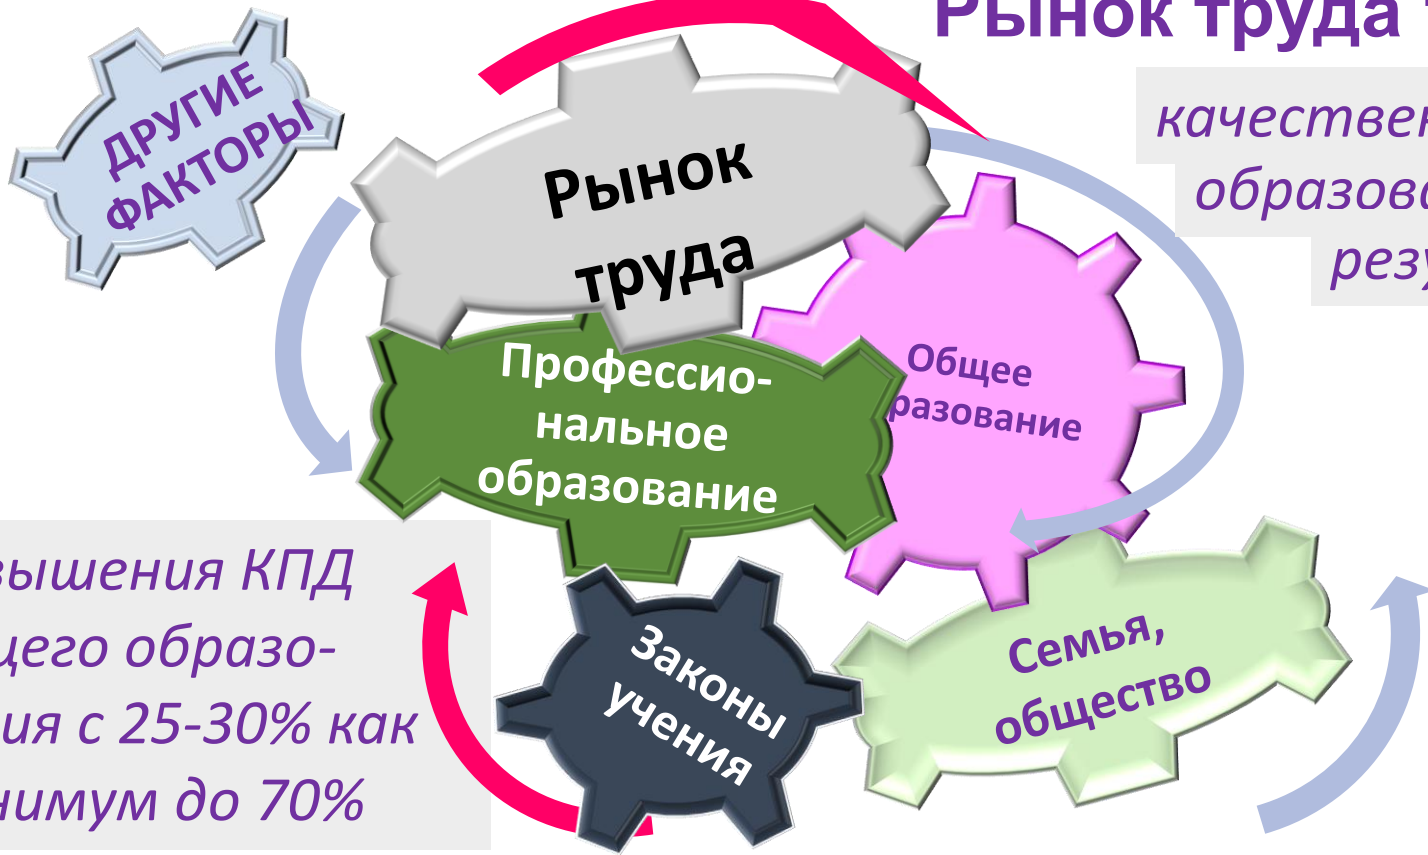 Рынок труда
качествен
образова
резу
ДРУГИЕ
ФАКТОРЫ
Рынок
труда
Профессио-
нальное
образование
Общее
разование
вышения КПД
щего образо-
ия с 25-30% как
нимум до 70%
Законы
учения
Семья,
общество